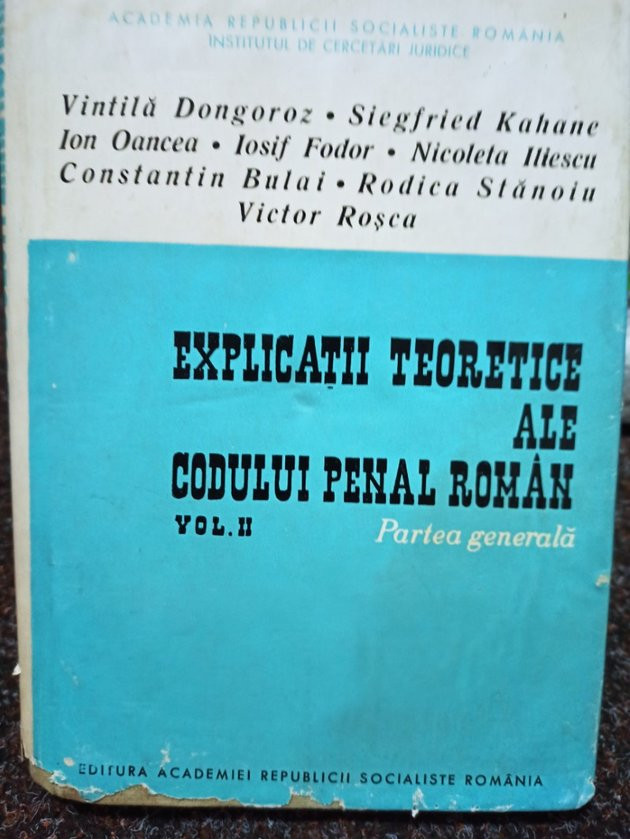 ACADEMIA REPUBLICII SOCIALISTE ROMÂNIA
INSTITUTUL DE CERCETĂRI JURIDICE
Vintilă Dongoroz • Siegfried Kahane
Ion Oancea • Iosif Fodor • Nicoleta Iliescu
Constantin Bulai • Rodica Stănoiu
Victor Roşca
EXPLICAŢII TEORETICE
ALE
CODULUI PENAL ROMÂN
VOL. II Partea generală
EDITURA ACADEMIEI REPUBLICII SOCIALISTE ROMÂNIA